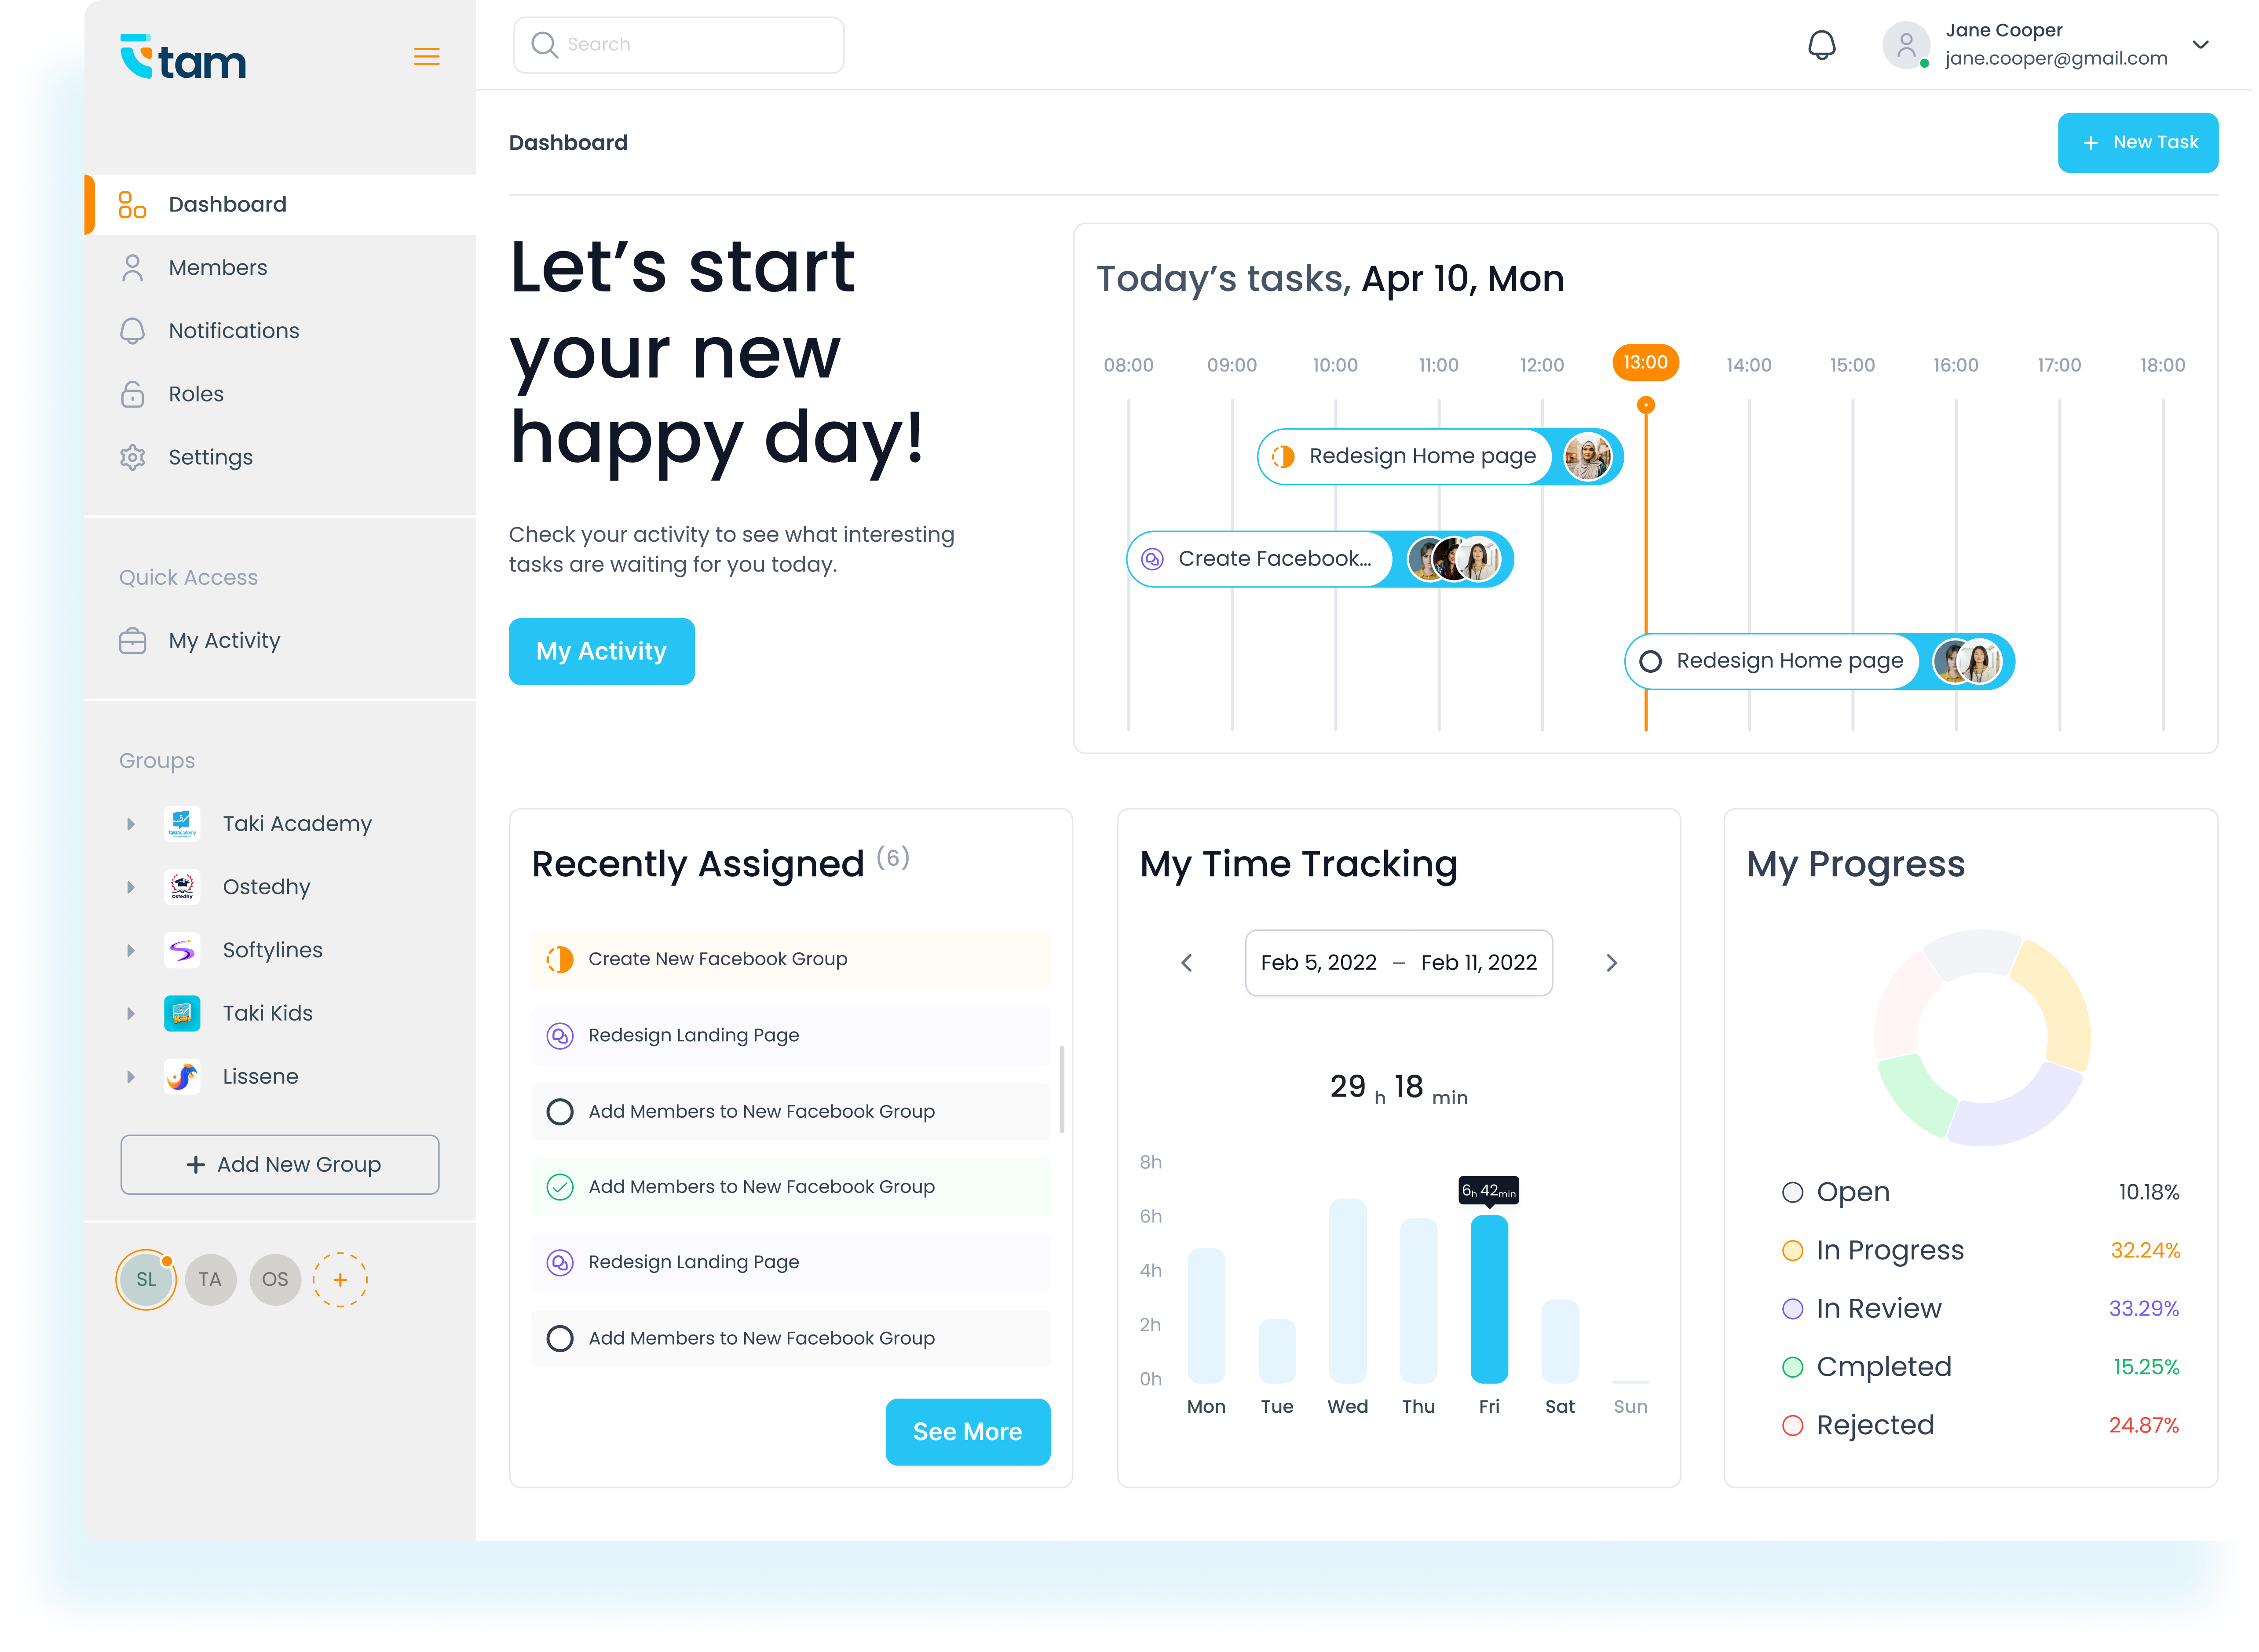 tam
Search
Jane Cooper
jane.cooper@gmail.com
Dashboard
New Task
Dashboard
Members
Notifications
Roles
Settings
Quick Access
My Activity
Groups
Taki Academy
Ostedhy
Softylines
Taki Kids
Lissene
Add New Group
SL
TA
OS
Let’s start
your new
happy day!
Check your activity to see what interesting
tasks are waiting for you today.
My Activity
Today’s tasks, Apr 10, Mon
08:00 09:00 10:00 11:00 12:00 13:00 14:00 15:00 16:00 17:00 18:00
Redesign Home page
Create Facebook...
Redesign Home page
Recently Assigned (6)
Create New Facebook Group
Redesign Landing Page
Add Members to New Facebook Group
Add Members to New Facebook Group
Redesign Landing Page
Add Members to New Facebook Group
See More
My Time Tracking
Feb 5, 2022 – Feb 11, 2022
29 h 18 min
8h
6h
4h
2h
0h
6h 42min
Mon Tue Wed Thu Fri Sat Sun
My Progress
Open 10.18%
In Progress 32.24%
In Review 33.29%
Cmpleted 15.25%
Rejected 24.87%